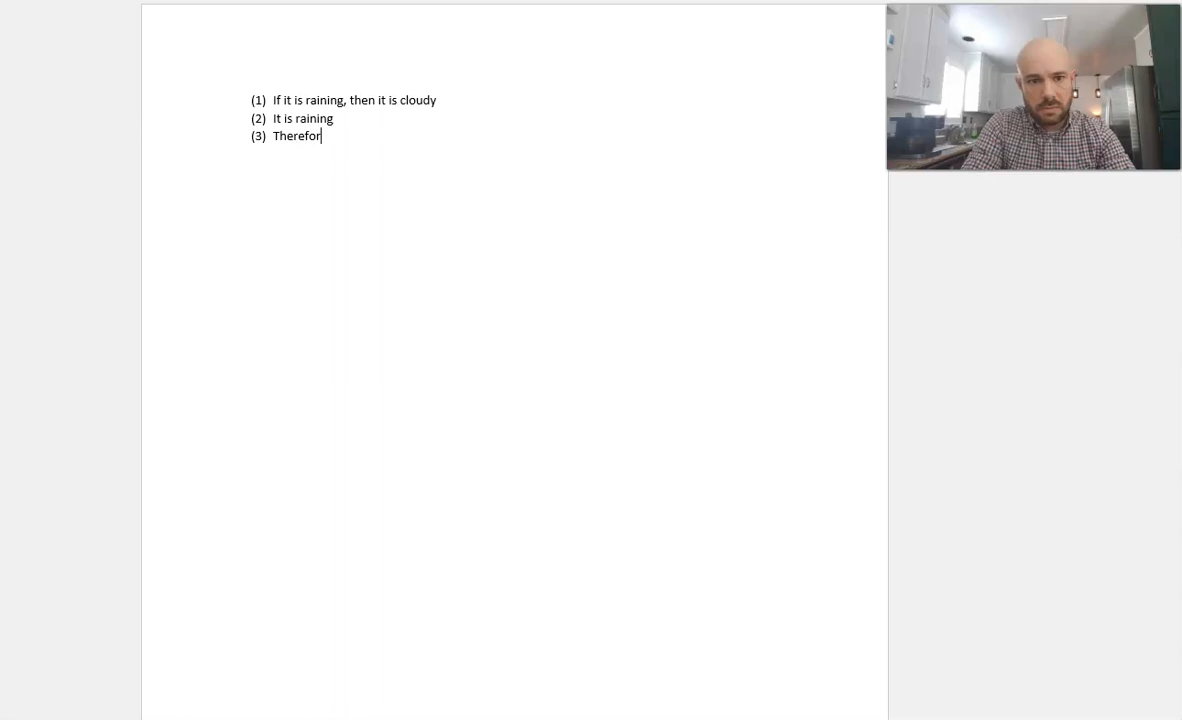 (1) If it is raining, then it is cloudy
(2) It is raining
(3) Therefor